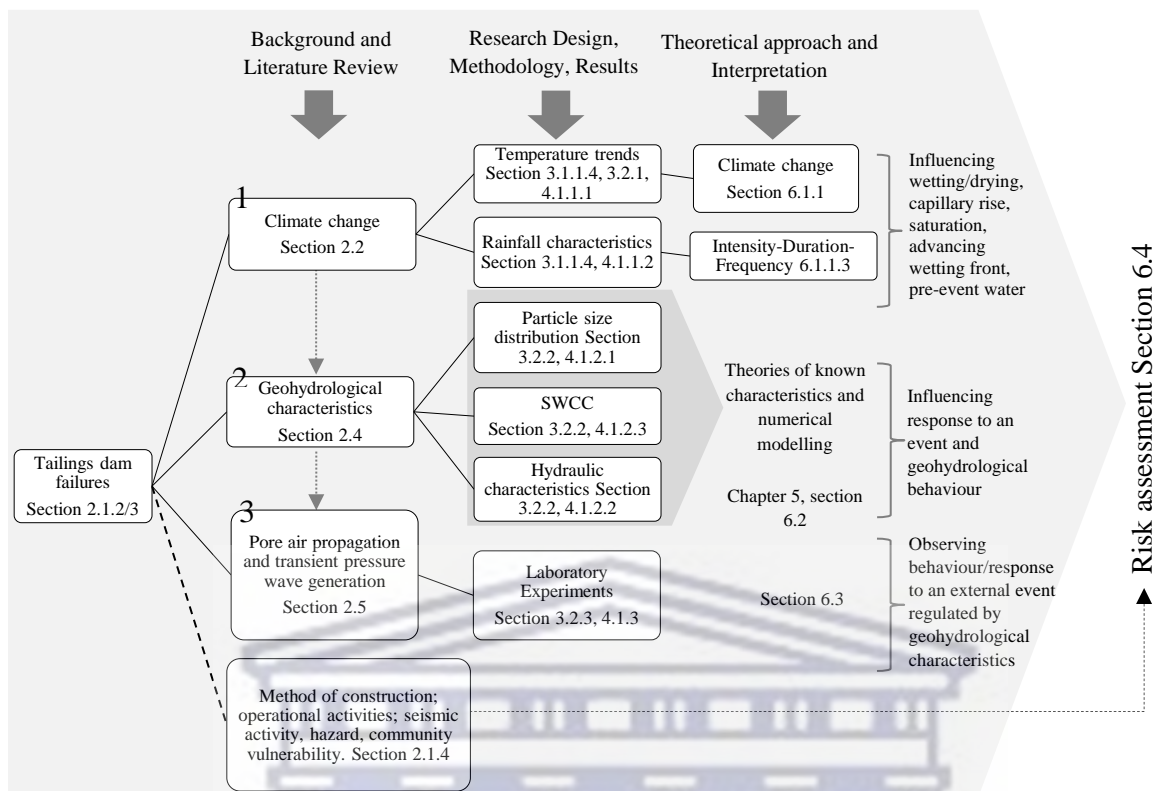 Background and
Literature Review
Research Design,
Methodology, Results
Theoretical approach and
Interpretation
Tailings dam
failures
Section 2.1.2/3
1
Climate change
Section 2.2
2
Geohydrological
characteristics
Section 2.4
3
Pore air propagation
and transient pressure
wave generation
Section 2.5
Method of construction;
operational activities; seismic
activity, hazard, community
vulnerability. Section 2.1.4
Temperature trends
Section 3.1.1.4, 3.2.1,
4.1.1.1
Rainfall characteristics
Section 3.1.1.4, 4.1.1.2
Particle size
distribution Section
3.2.2, 4.1.2.1
SWCC
Section 3.2.2, 4.1.2.3
Hydraulic
characteristics Section
3.2.2, 4.1.2.2
Laboratory
Experiments
Section 3.2.3, 4.1.3
Climate change
Section 6.1.1
Intensity-Duration-
Frequency 6.1.1.3
Theories of known
characteristics and
numerical
modelling
Chapter 5, section
6.2
Section 6.3
Influencing
wetting/drying,
capillary rise,
saturation,
advancing
wetting front,
pre-event water
Influencing
response to an
event and
geohydrological
behaviour
Observing
behaviour/response
to an external event
regulated by
geohydrological
characteristics
Risk assessment Section 6.4